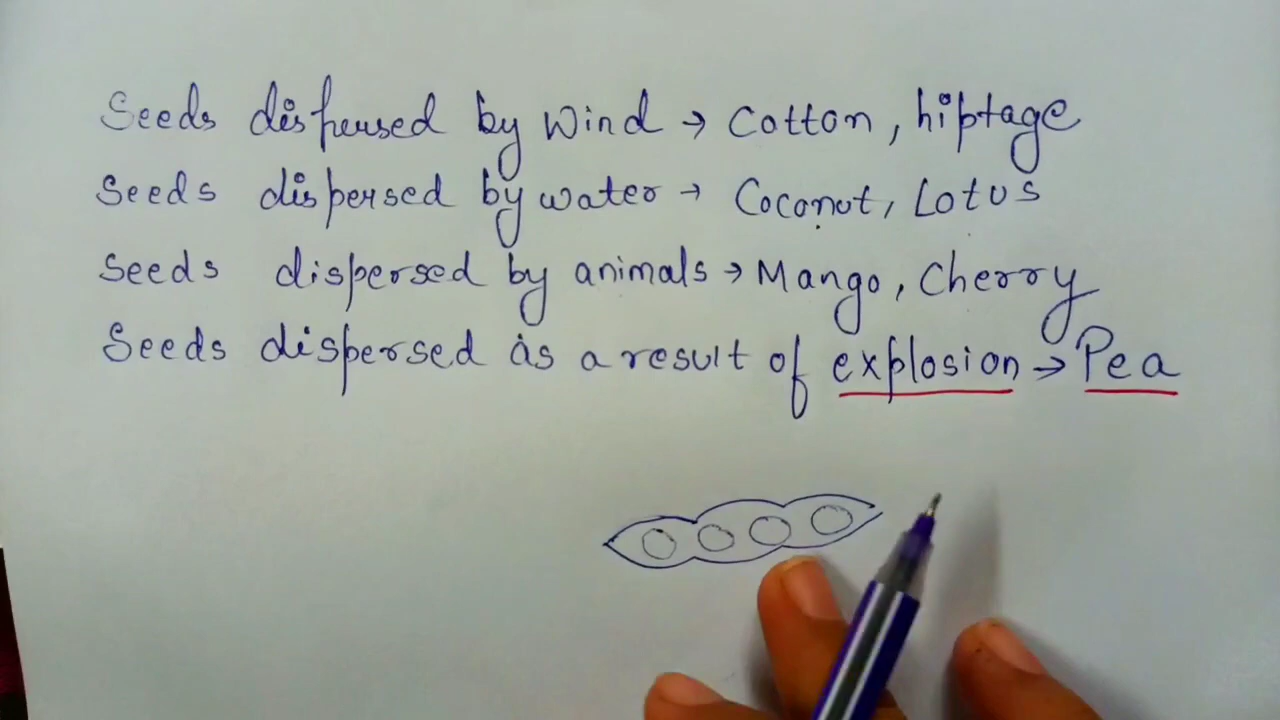 Seeds dispersed by Wind → Cotton, hiptage
Seeds dispersed by water → Coconut, Lotus
Seeds dispersed by animals → Mango, Cherry
Seeds dispersed as a result of explosion → Pea